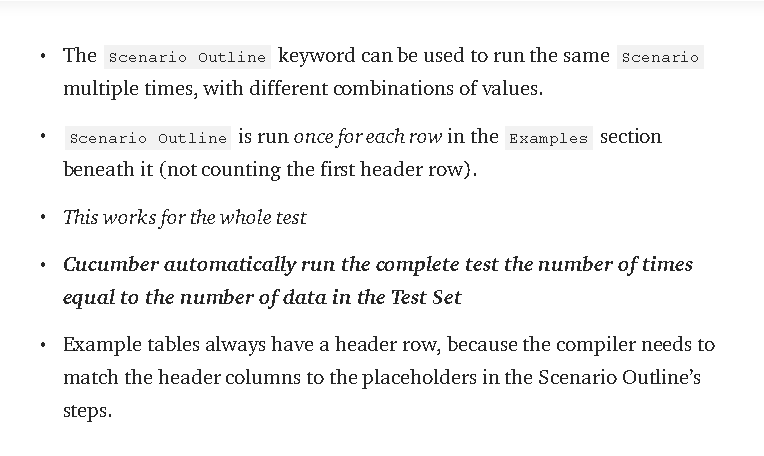 • The Scenario Outline keyword can be used to run the same Scenario
multiple times, with different combinations of values.
• Scenario Outline is run once for each row in the Examples section
beneath it (not counting the first header row).
• This works for the whole test
• Cucumber automatically run the complete test the number of times
equal to the number of data in the Test Set
• Example tables always have a header row, because the compiler needs to
match the header columns to the placeholders in the Scenario Outline’s
steps.